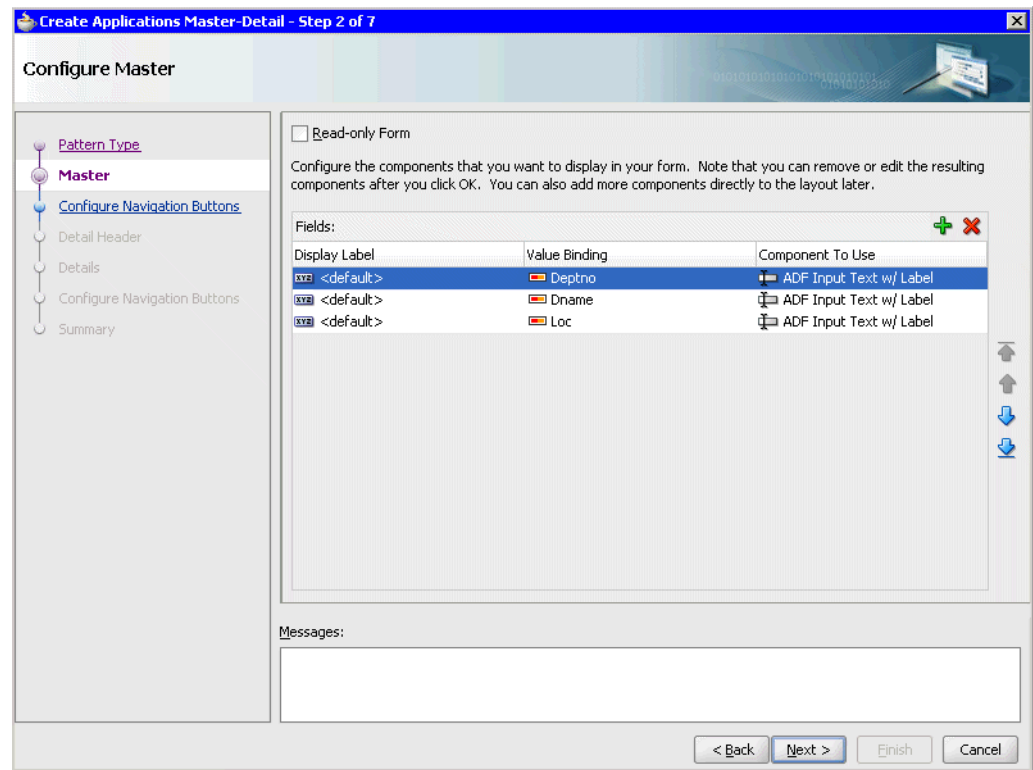 Create Applications Master-Detail - Step 2 of 7
Configure Master
Pattern Type
Master
Configure Navigation Buttons
Detail Header
Details
Configure Navigation Buttons
Summary
Read-only Form
Configure the components that you want to display in your form. Note that you can remove or edit the resulting
components after you click OK. You can also add more components directly to the layout later.
Fields:
Display Label Value Binding Component To Use
<default> Deptno ADF Input Text w/ Label
<default> Dname ADF Input Text w/ Label
<default> Loc ADF Input Text w/ Label
Messages:
< Back Next > Finish Cancel